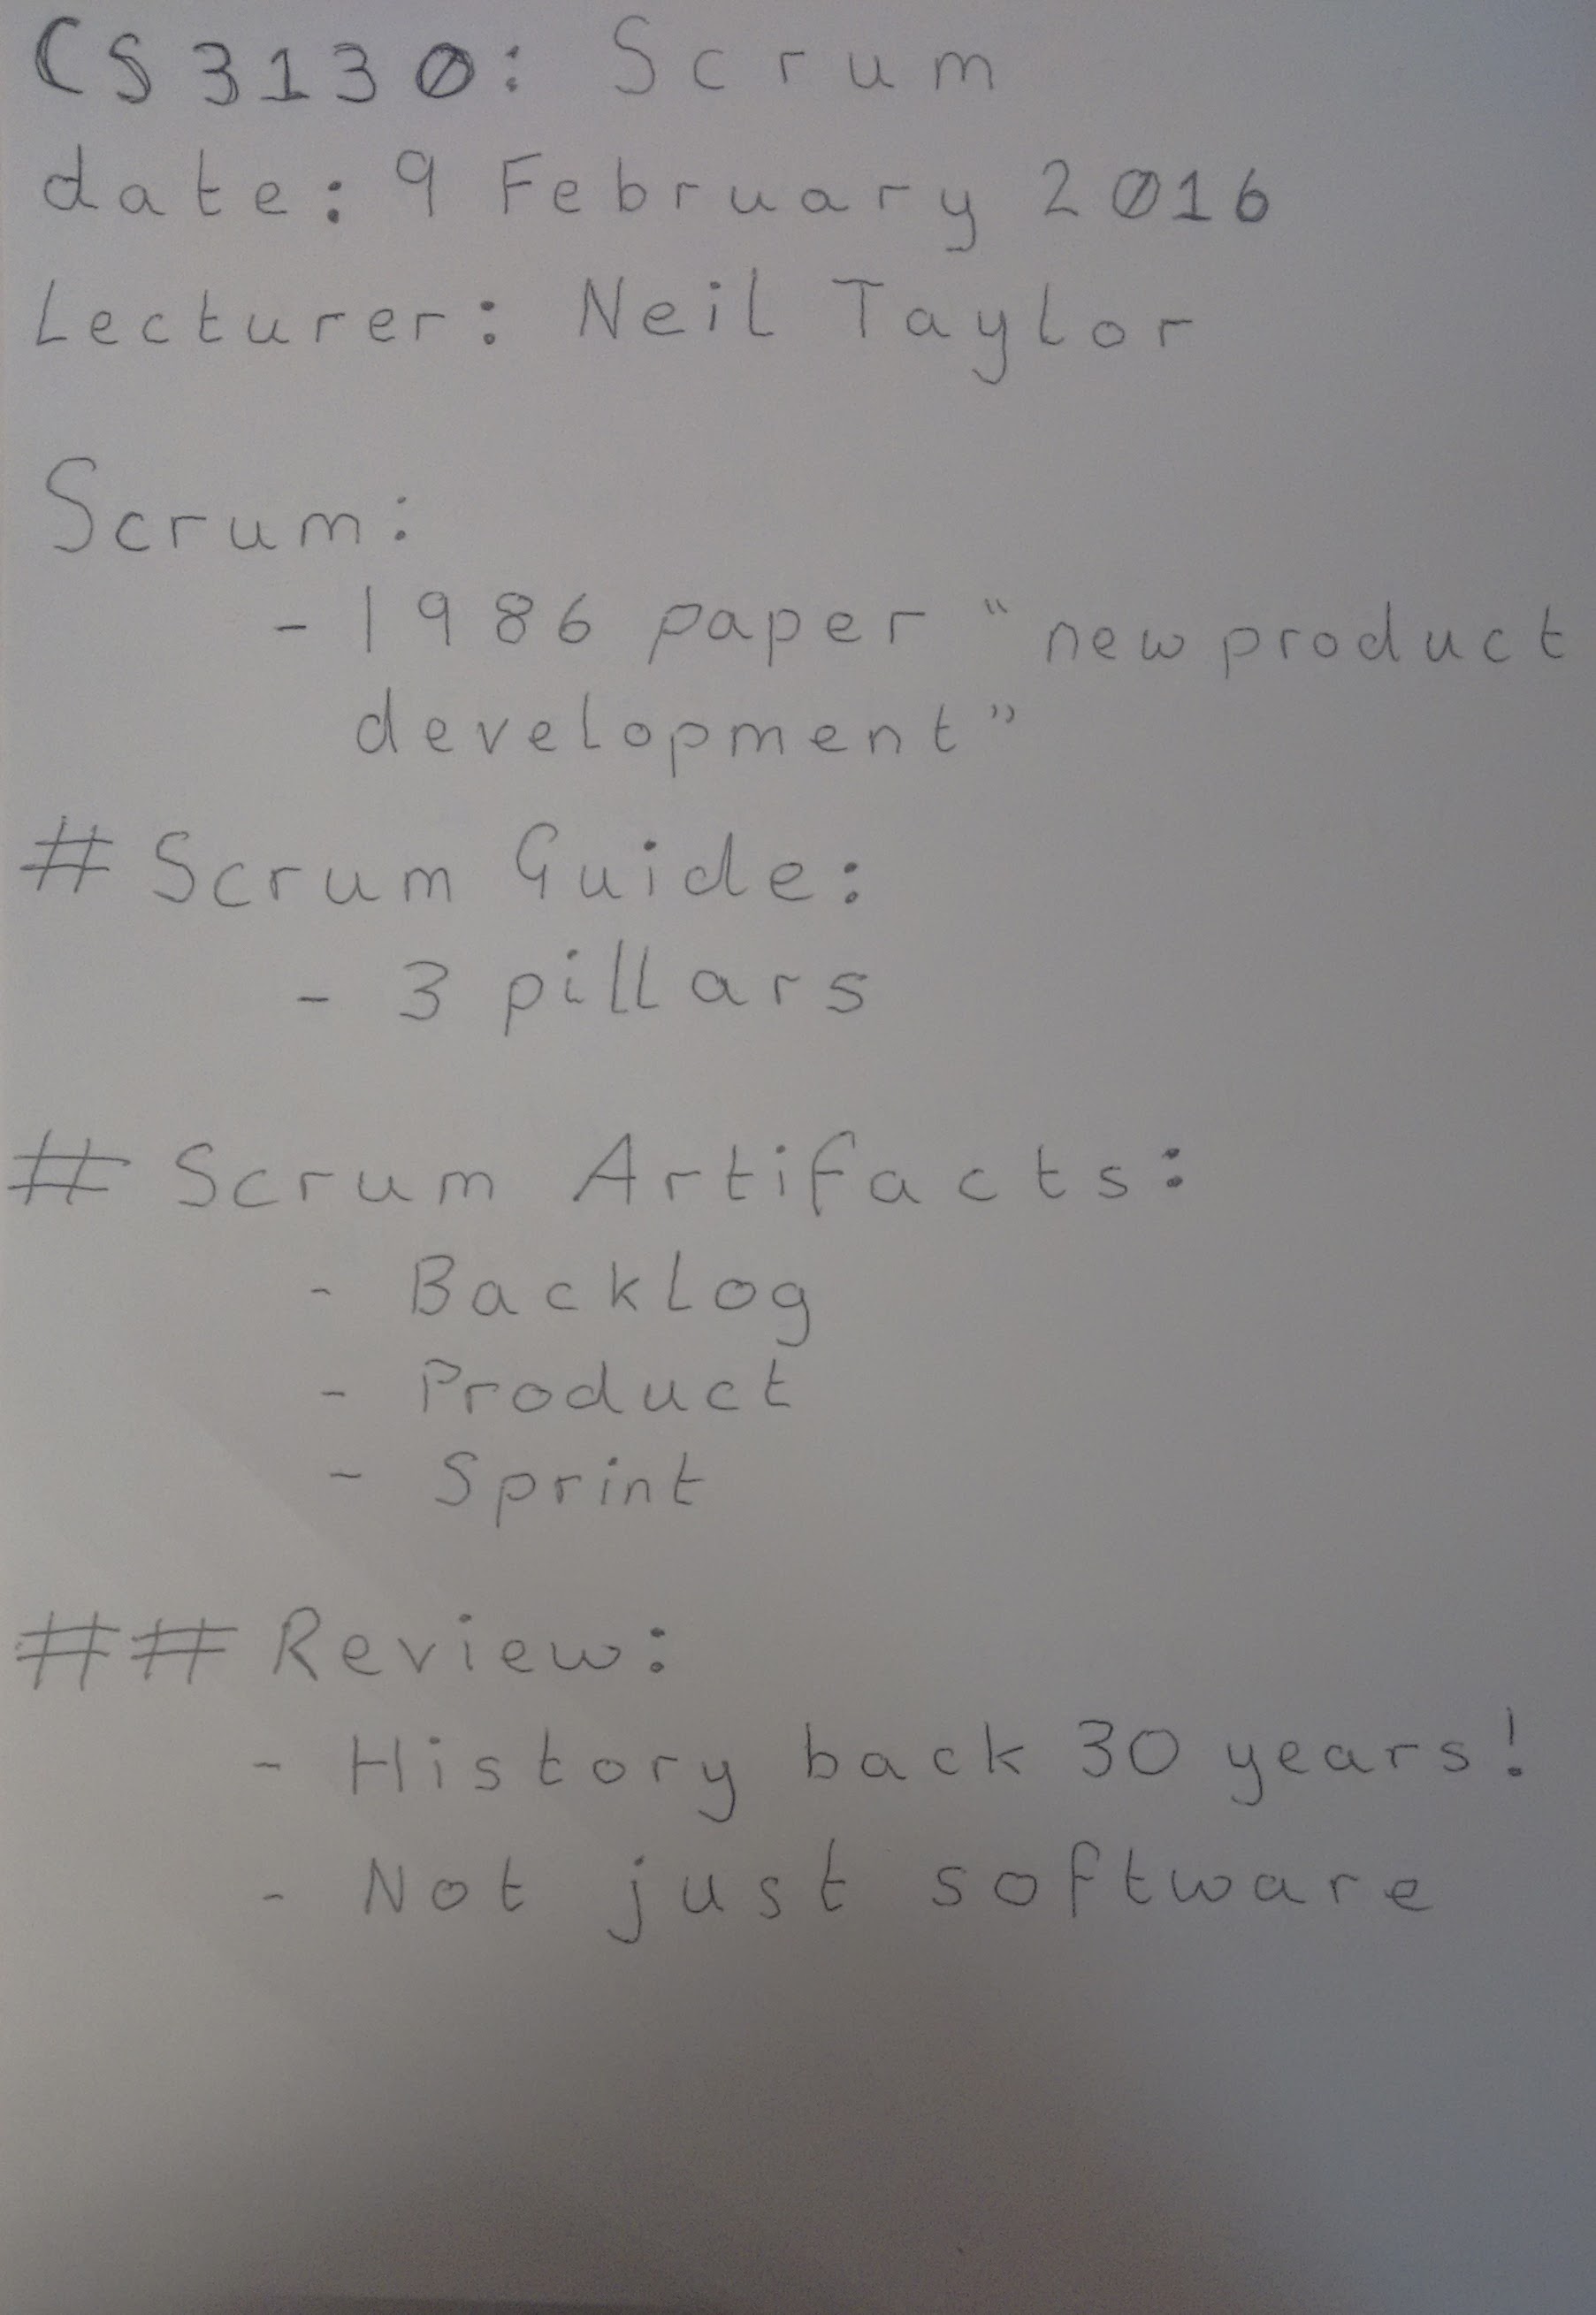 CS3130: Scrum
date: 9 February 2016
Lecturer: Neil Taylor
Scrum:
- 1986 paper "new product
development"
# Scrum Guide:
- 3 pillars
# Scrum Artifacts:
- Backlog
- Product
- Sprint
## Review:
- History back 30 years!
- Not just software